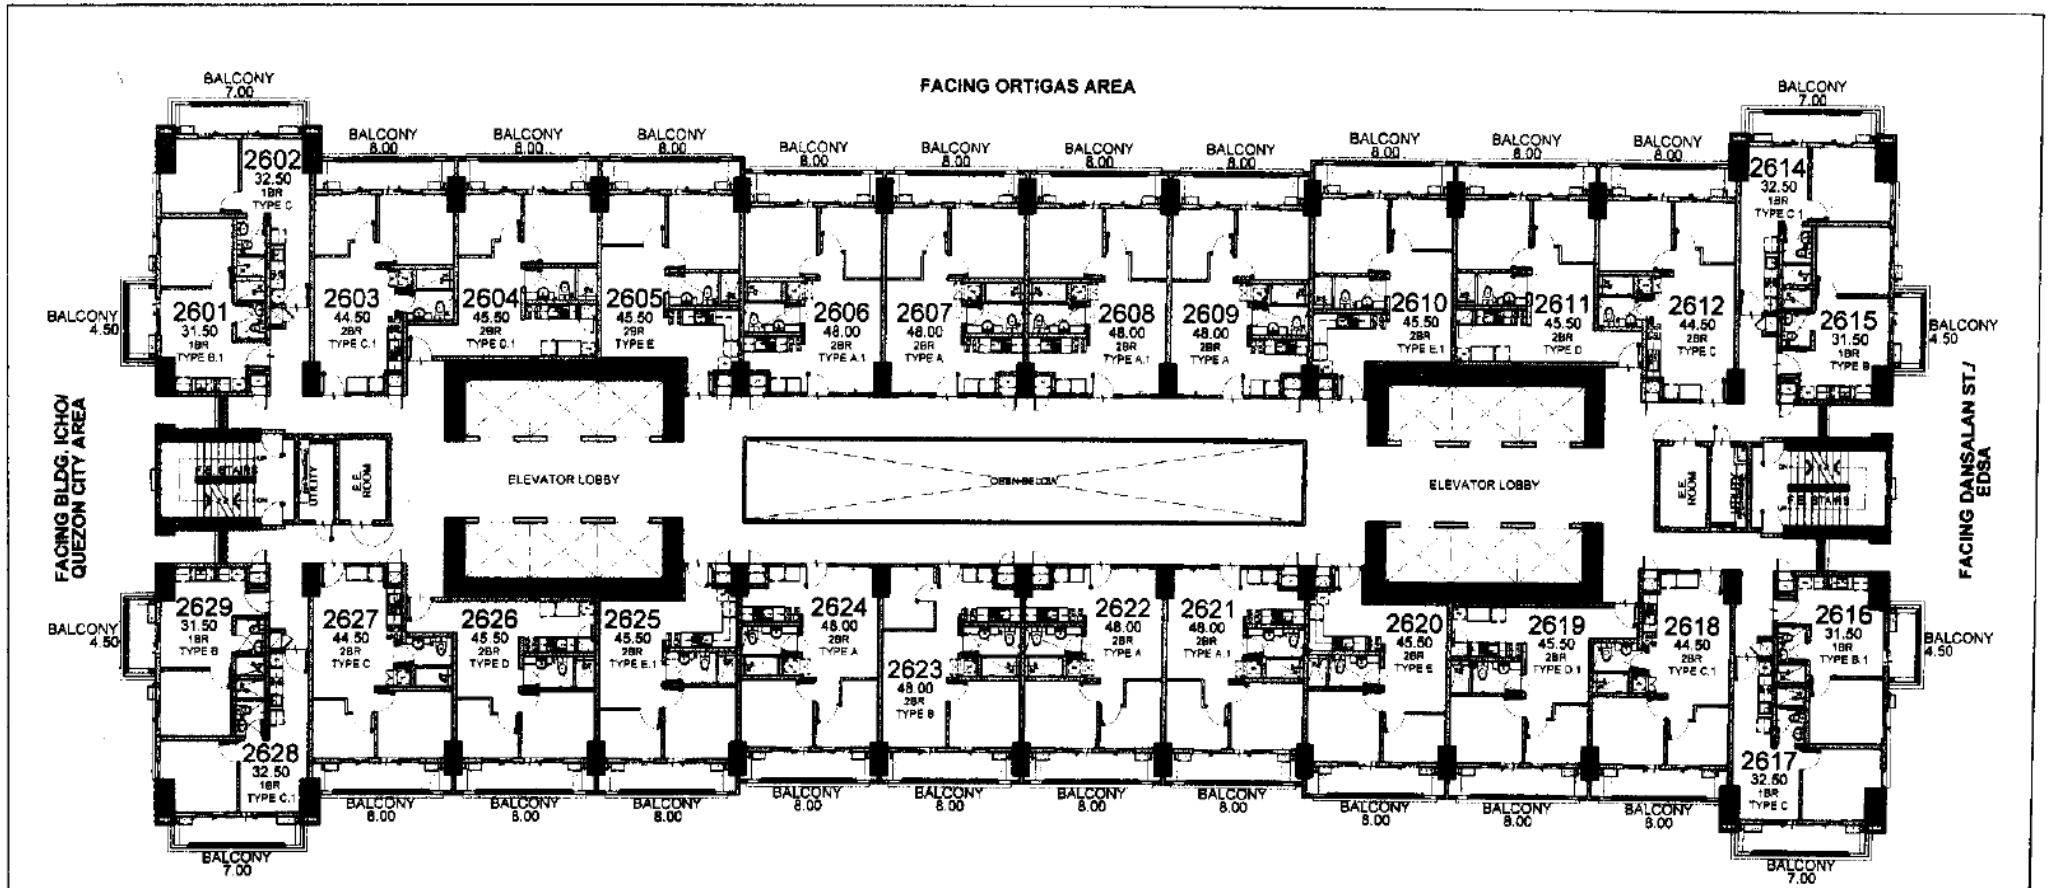 FACING ORTIGAS AREA
BALCONY
7.00
BALCONY
8.00
BALCONY
8.00
BALCONY
8.00
BALCONY
8.00
BALCONY
8.00
BALCONY
8.00
BALCONY
8.00
BALCONY
8.00
BALCONY
8.00
BALCONY
8.00
BALCONY
7.00
2602
32.50
1BR
TYPE C
2614
32.50
1BR
TYPE C.1
BALCONY
4.50
2601
31.50
1BR
TYPE B.1
2603
44.50
2BR
TYPE C.1
2604
45.50
2BR
TYPE D.1
2605
45.50
2BR
TYPE E
2606
48.00
2BR
TYPE A.1
2607
48.00
2BR
TYPE A
2608
48.00
2BR
TYPE A.1
2609
48.00
2BR
TYPE A
2610
45.50
2BR
TYPE E.1
2611
45.50
2BR
TYPE D
2612
44.50
2BR
TYPE C
2615
31.50
1BR
TYPE B
BALCONY
4.50
FACING BLDG. ICHO/
QUEZON CITY AREA
F.E. STAIRS
UTILITY
E.E.
ROOM
ELEVATOR LOBBY
OPEN BELOW
ELEVATOR LOBBY
E.E.
ROOM
UTILITY
F.E. STAIRS
FACING DANSALAN ST./
EDSA
BALCONY
4.50
2629
31.50
1BR
TYPE B
2627
44.50
2BR
TYPE C
2626
45.50
2BR
TYPE D
2625
45.50
2BR
TYPE E.1
2624
48.00
2BR
TYPE A
2623
48.00
2BR
TYPE B
2622
48.00
2BR
TYPE A
2621
48.00
2BR
TYPE A.1
2620
45.50
2BR
TYPE E
2619
45.50
2BR
TYPE D.1
2618
44.50
2BR
TYPE C.1
2616
31.50
1BR
TYPE B.1
BALCONY
4.50
2628
32.50
1BR
TYPE C.1
2617
32.50
1BR
TYPE C
BALCONY
8.00
BALCONY
8.00
BALCONY
8.00
BALCONY
8.00
BALCONY
8.00
BALCONY
8.00
BALCONY
8.00
BALCONY
8.00
BALCONY
8.00
BALCONY
8.00
BALCONY
7.00
BALCONY
7.00